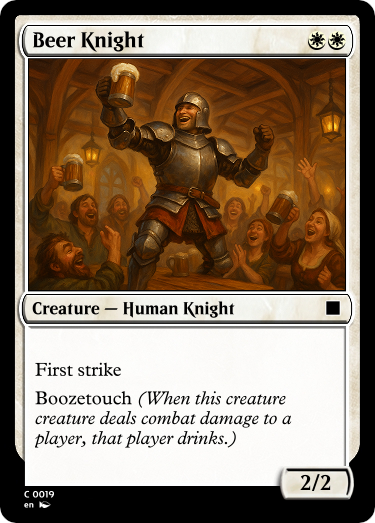 Beer Knight
Creature — Human Knight
First strike
Boozetouch (When this creature
creature deals combat damage to a
player, that player drinks.)
2/2
C 0019
en